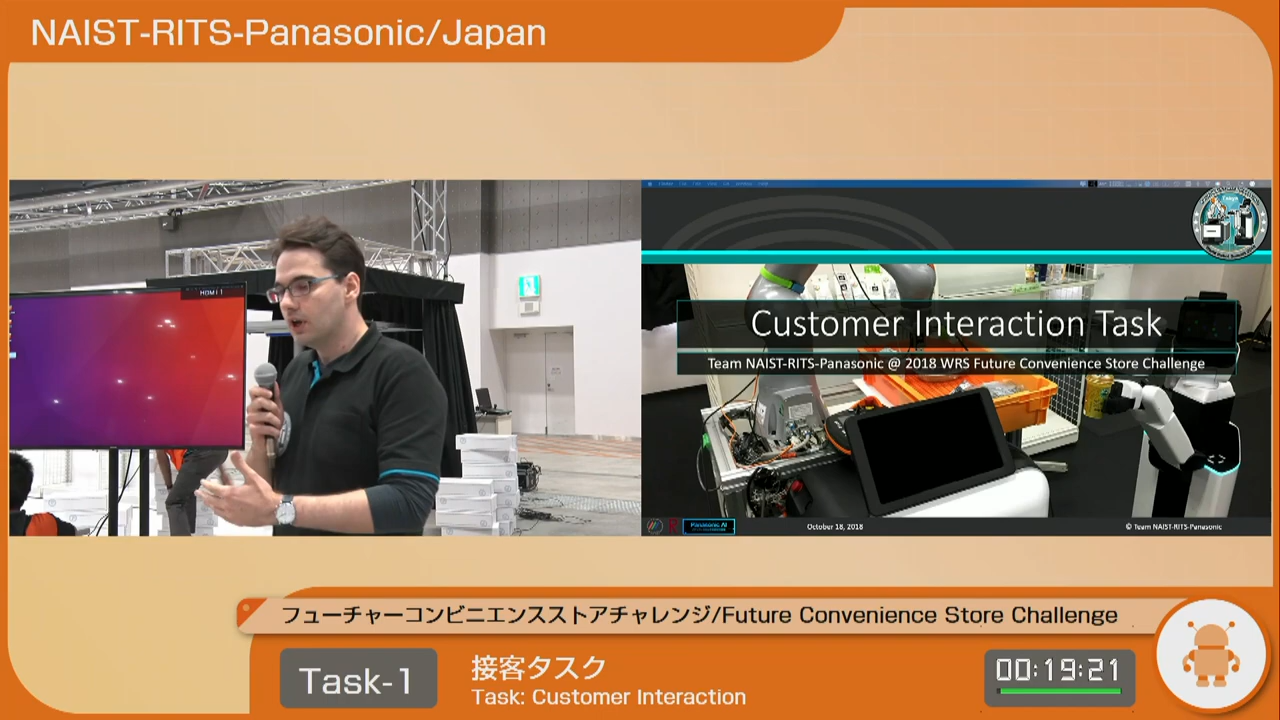 NAIST-RITS-Panasonic/Japan
HDMI 1
Customer Interaction Task
Team NAIST-RITS-Panasonic @ 2018 WRS Future Convenience Store Challenge
Panasonic AI
October 18, 2018
© Team NAIST-RITS-Panasonic
フューチャーコンビニエンスストアチャレンジ/Future Convenience Store Challenge
Task-1
接客タスク
Task: Customer Interaction
00:19:21